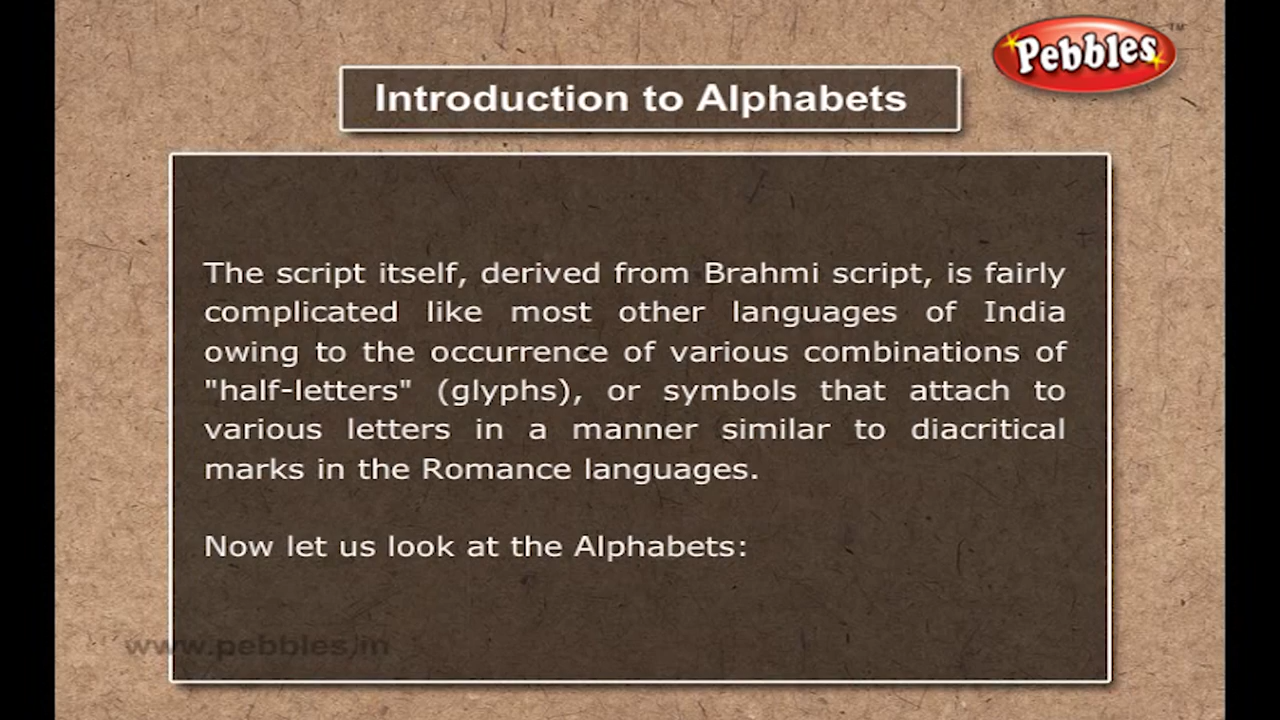 Pebbles™
Introduction to Alphabets
The script itself, derived from Brahmi script, is fairly
complicated like most other languages of India
owing to the occurrence of various combinations of
"half-letters" (glyphs), or symbols that attach to
various letters in a manner similar to diacritical
marks in the Romance languages.
Now let us look at the Alphabets:
www.pebbles.in